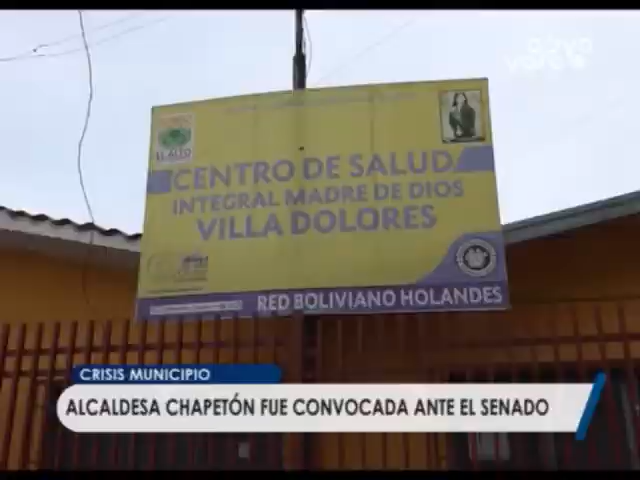 EL ALTO
CENTRO DE SALUD
INTEGRAL MADRE DE DIOS
VILLA DOLORES
RED BOLIVIANO HOLANDES
CRISIS MUNICIPIO
ALCALDESA CHAPETÓN FUE CONVOCADA ANTE EL SENADO